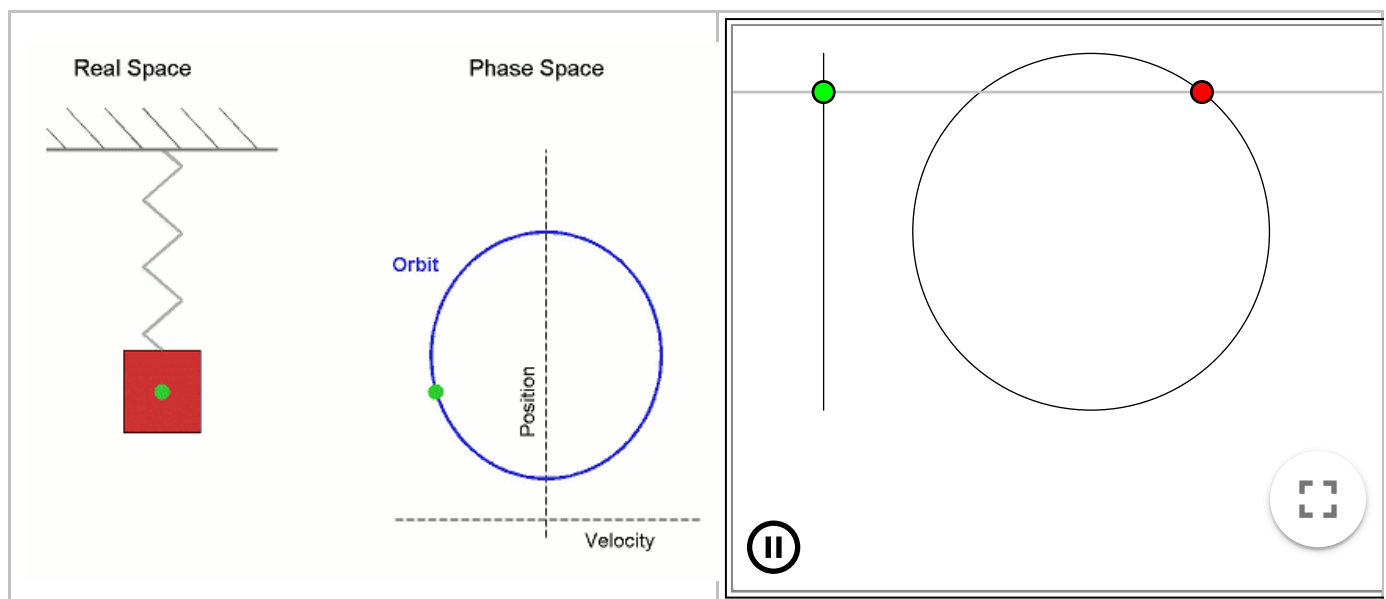 Real Space
Phase Space
Orbit
Position
Velocity